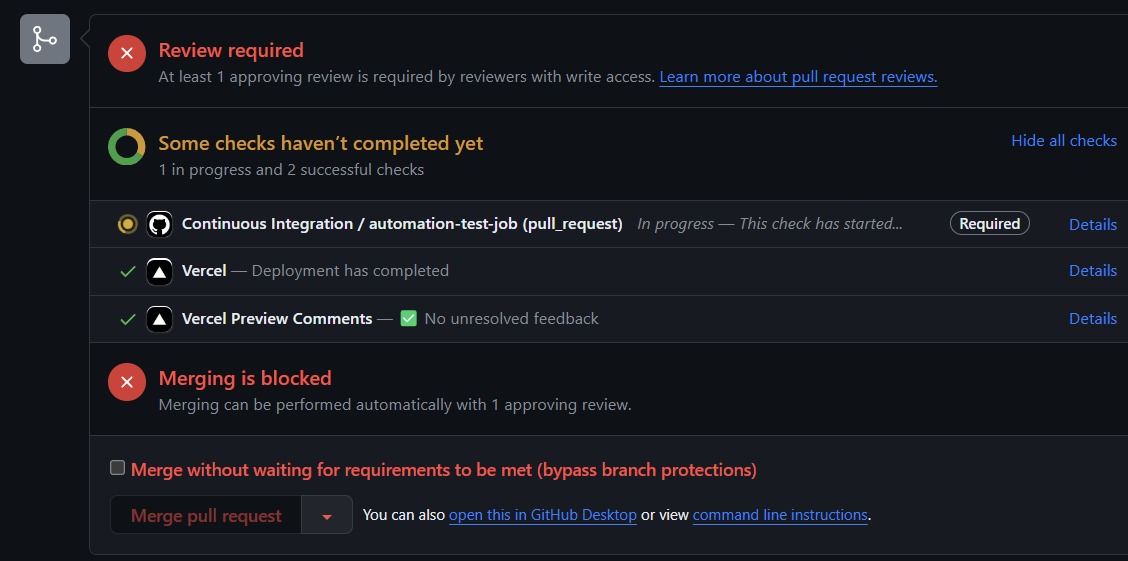 Review required
At least 1 approving review is required by reviewers with write access. Learn more about pull request reviews.
Some checks haven’t completed yet
Hide all checks
1 in progress and 2 successful checks
Continuous Integration / automation-test-job (pull_request) In progress — This check has started... Required Details
Vercel — Deployment has completed Details
Vercel Preview Comments — ✅ No unresolved feedback Details
Merging is blocked
Merging can be performed automatically with 1 approving review.
Merge without waiting for requirements to be met (bypass branch protections)
Merge pull request You can also open this in GitHub Desktop or view command line instructions.